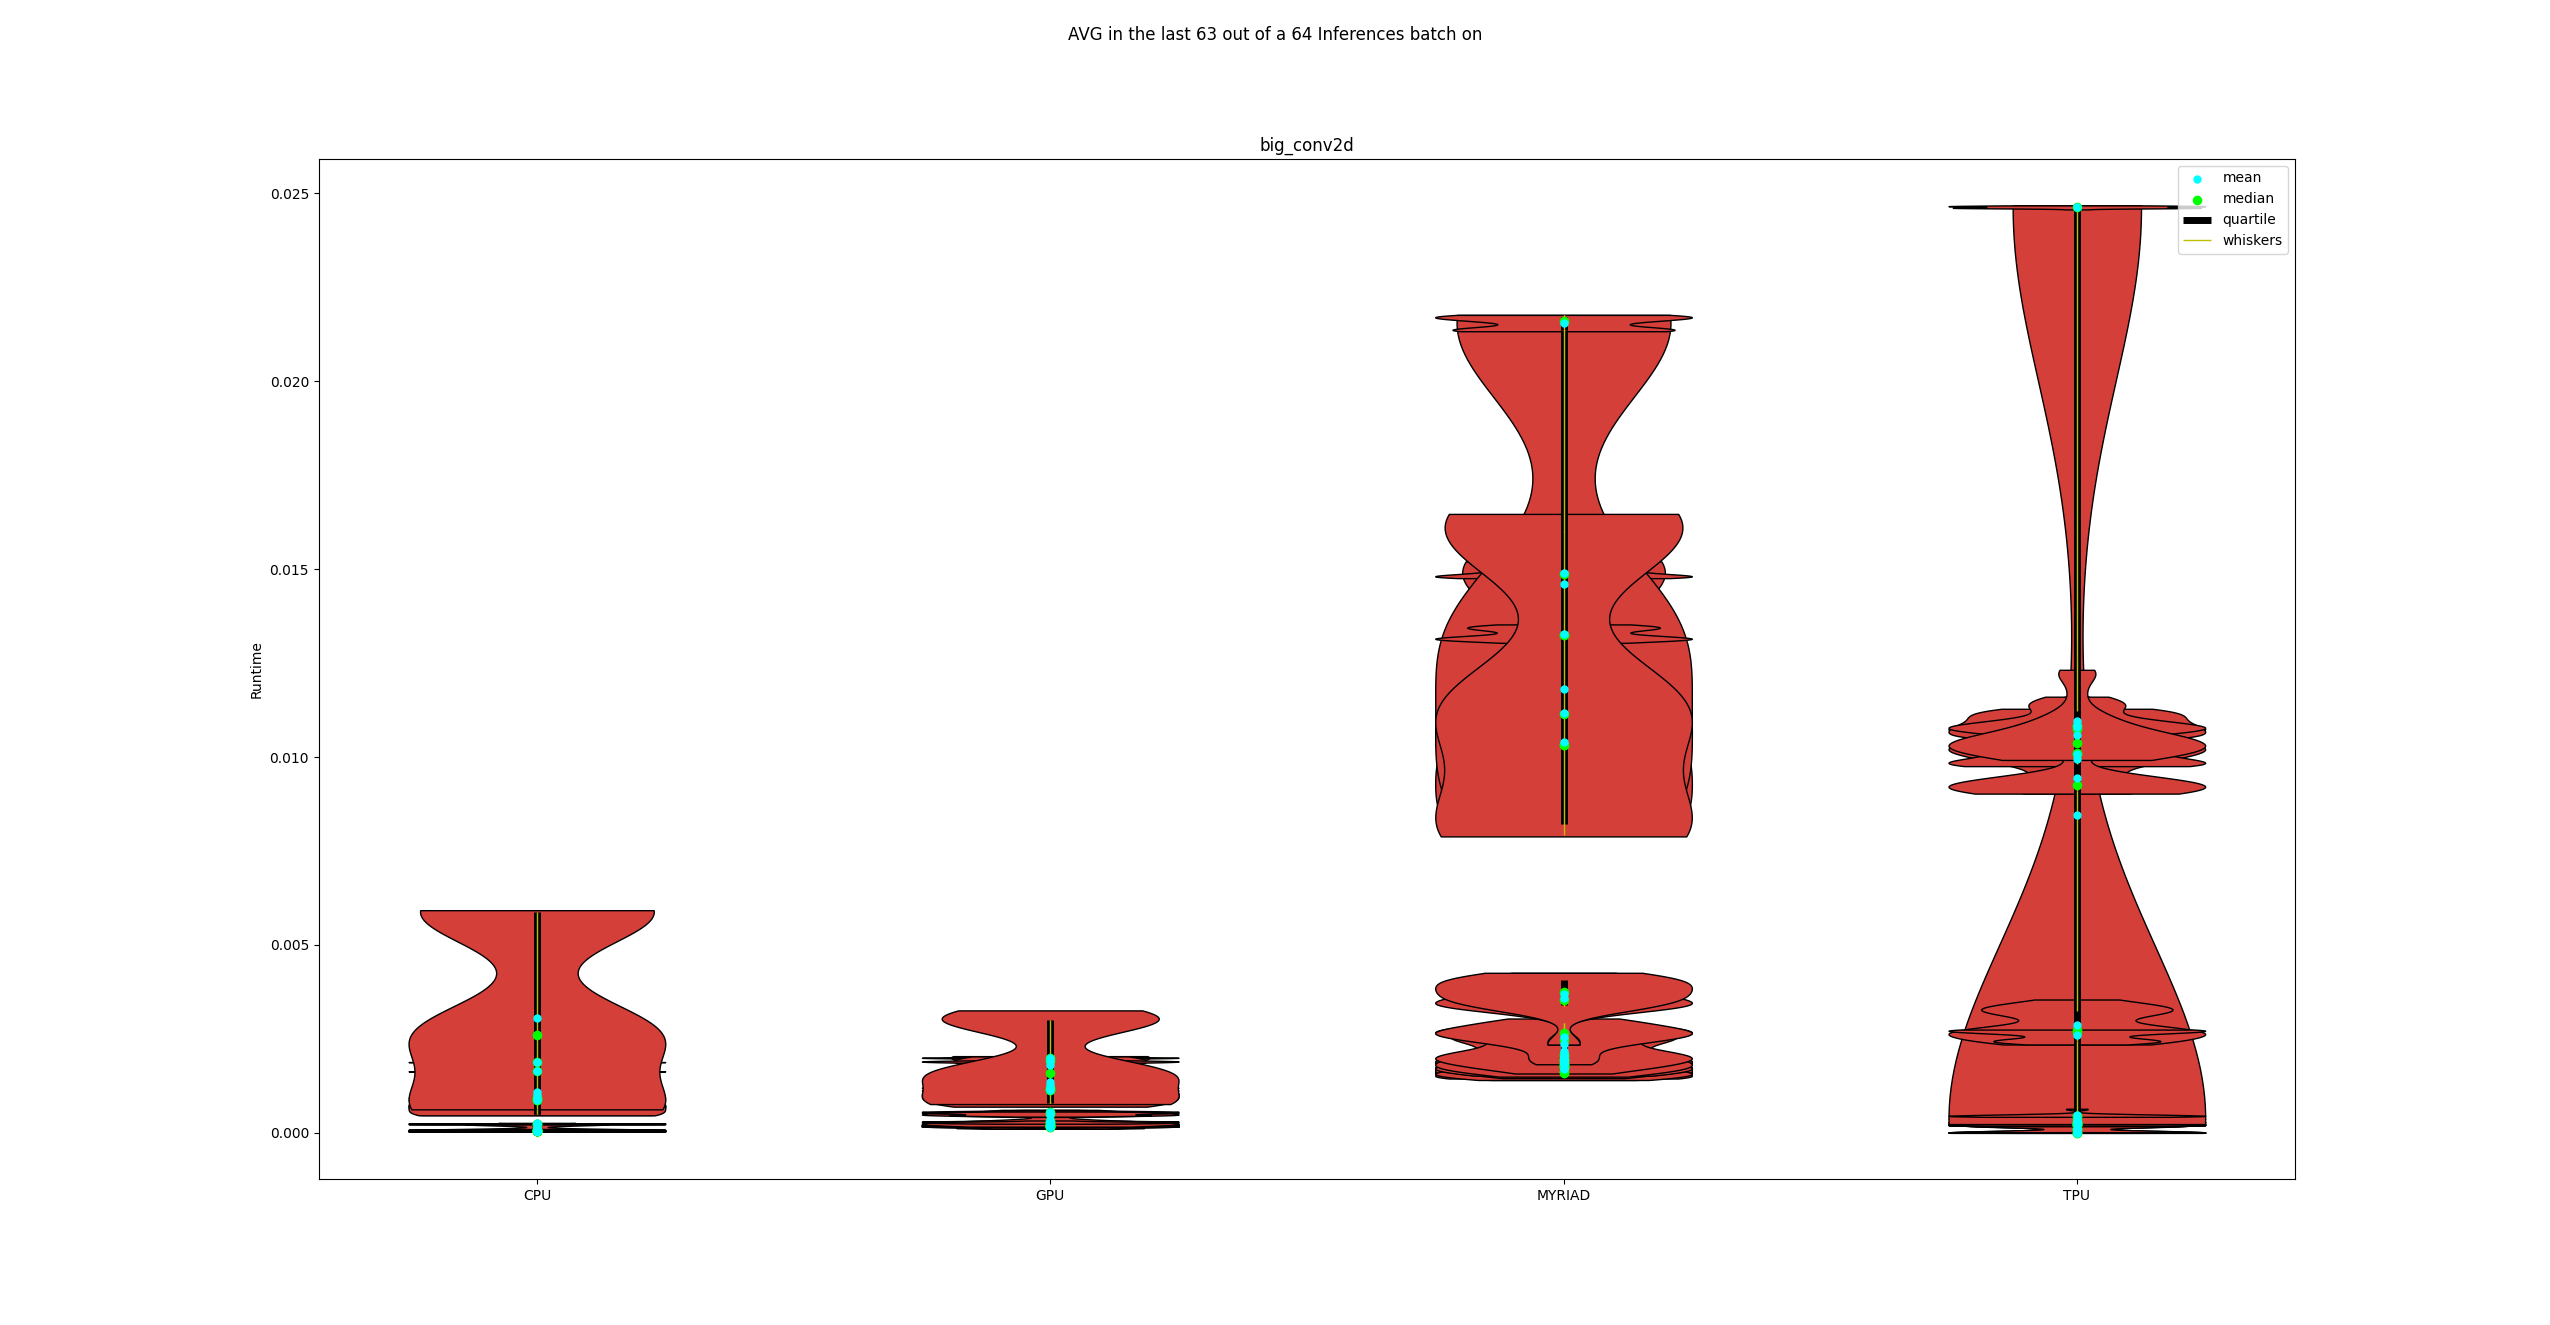 AVG in the last 63 out of a 64 Inferences batch on
big_conv2d
mean
median
quartile
whiskers
0.025
0.020
0.015
0.010
0.005
0.000
Runtime
CPU
GPU
MYRIAD
TPU